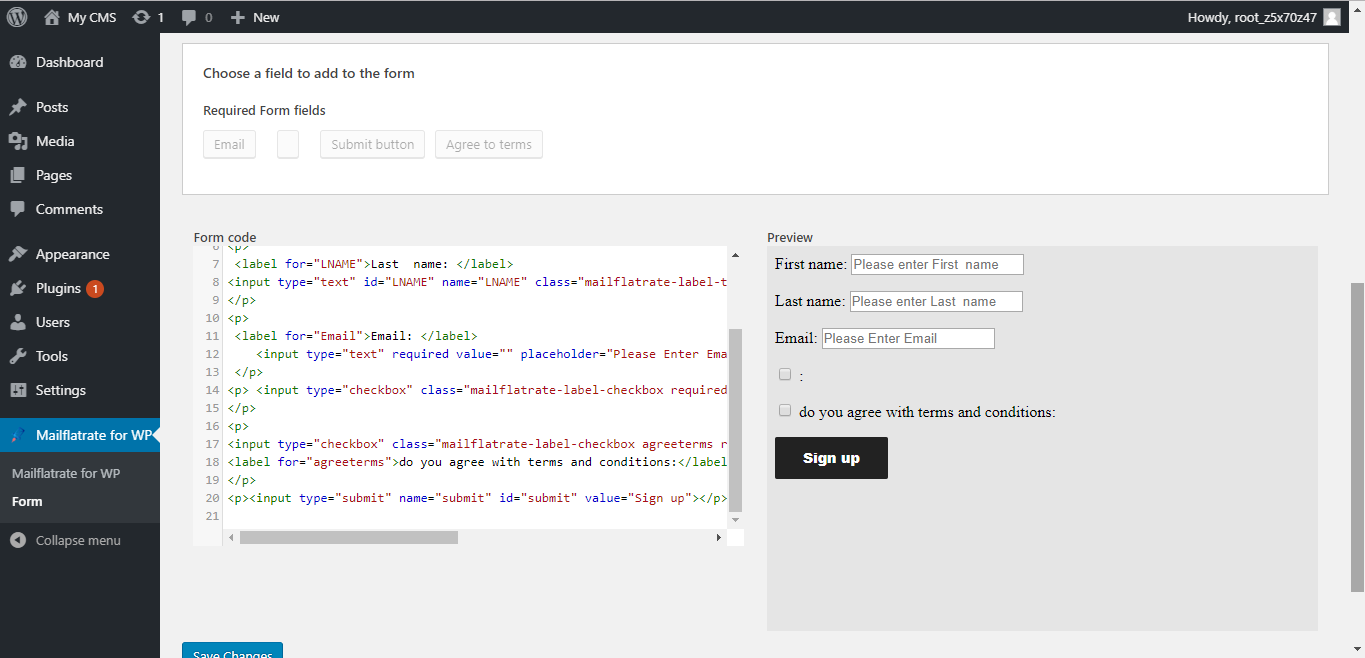 My CMS 1 0 New Howdy, root_z5x70z47
Dashboard
Posts
Media
Pages
Comments
Appearance
Plugins 1
Users
Tools
Settings
Mailflatrate for WP
Mailflatrate for WP
Form
Collapse menu
Choose a field to add to the form
Required Form fields
Email Submit button Agree to terms
Form code
6 <p>
7 <label for="LNAME">Last  name: </label>
8 <input type="text" id="LNAME" name="LNAME" class="mailflatrate-label-t
9 </p>
10 <p>
11 <label for="Email">Email: </label>
12 <input type="text" required value="" placeholder="Please Enter Ema
13 </p>
14 <p> <input type="checkbox" class="mailflatrate-label-checkbox required
15 </p>
16 <p>
17 <input type="checkbox" class="mailflatrate-label-checkbox agreeterms r
18 <label for="agreeterms">do you agree with terms and conditions:</label
19 </p>
20 <p><input type="submit" name="submit" id="submit" value="Sign up"></p>
21
Preview
First name: Please enter First  name
Last name: Please enter Last  name
Email: Please Enter Email
:
do you agree with terms and conditions:
Sign up
Save Changes